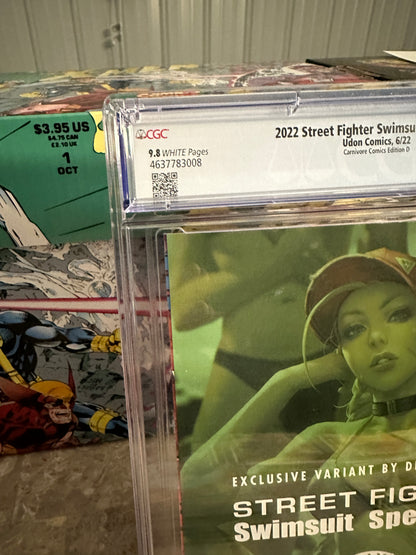 $3.95 US
$4.75 CAN
£2.10 UK
1
OCT
CGC
2022 Street Fighter Swimsu
9.8 WHITE Pages
Udon Comics, 6/22
4637783008
Carnivore Comics Edition D
EXCLUSIVE VARIANT BY
STREET FIG
Swimsuit Spe